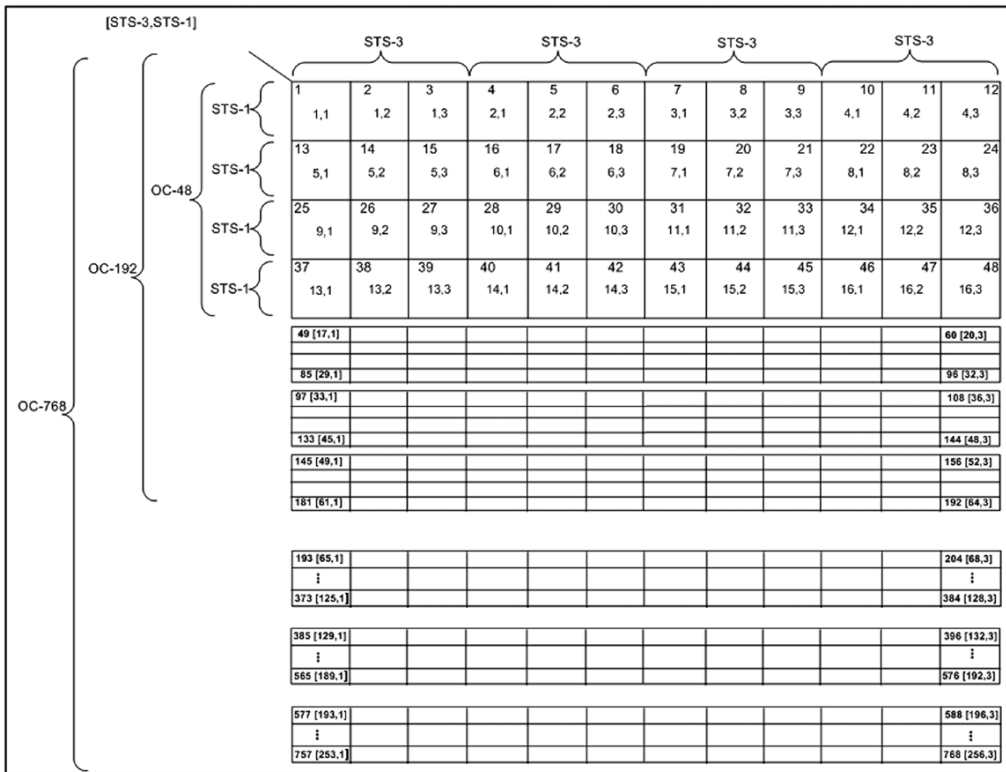 [STS-3,STS-1]
STS-3 STS-3 STS-3 STS-3
1 2 3 4 5 6 7 8 9 10 11 12
STS-1 1,1 1,2 1,3 2,1 2,2 2,3 3,1 3,2 3,3 4,1 4,2 4,3
13 14 15 16 17 18 19 20 21 22 23 24
STS-1 5,1 5,2 5,3 6,1 6,2 6,3 7,1 7,2 7,3 8,1 8,2 8,3
OC-48
25 26 27 28 29 30 31 32 33 34 35 36
STS-1 9,1 9,2 9,3 10,1 10,2 10,3 11,1 11,2 11,3 12,1 12,2 12,3
OC-192
37 38 39 40 41 42 43 44 45 46 47 48
STS-1 13,1 13,2 13,3 14,1 14,2 14,3 15,1 15,2 15,3 16,1 16,2 16,3
49 [17,1] 60 [20,3]
85 [29,1] 96 [32,3]
97 [33,1] 108 [36,3]
OC-768
133 [45,1] 144 [48,3]
145 [49,1] 156 [52,3]
181 [61,1] 192 [64,3]
193 [65,1] 204 [68,3]
373 [125,1] 384 [128,3]
385 [129,1] 396 [132,3]
565 [189,1] 576 [192,3]
577 [193,1] 588 [196,3]
757 [253,1] 768 [256,3]